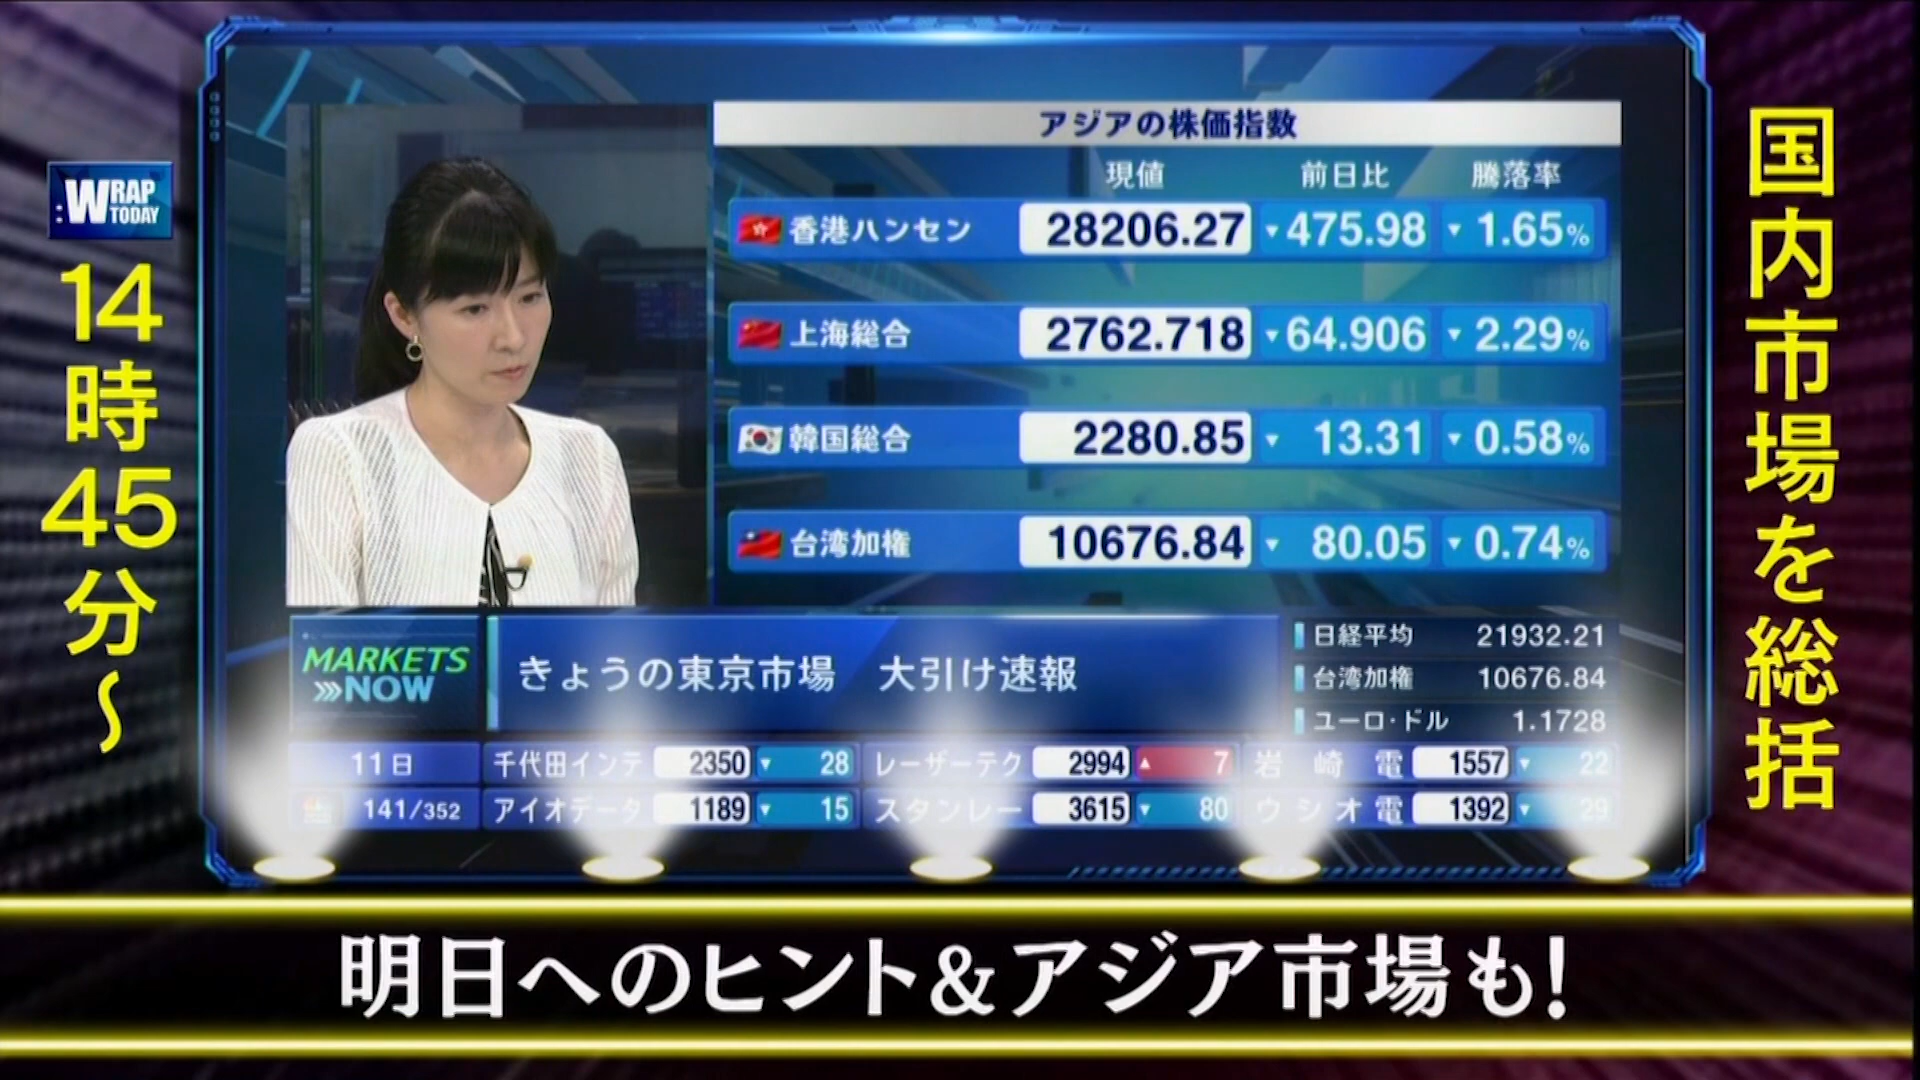 WRAP
TODAY
14時45分〜
国内市場を総括
アジアの株価指数
現値 前日比 騰落率
香港ハンセン 28206.27 ▼475.98 ▼1.65%
上海総合 2762.718 ▼64.906 ▼2.29%
韓国総合 2280.85 ▼13.31 ▼0.58%
台湾加権 10676.84 ▼80.05 ▼0.74%
MARKETS
NOW
きょうの東京市場 大引け速報
日経平均 21932.21
台湾加権 10676.84
ユーロ・ドル 1.1728
11日 千代田インテ 2350 ▼28 レーザーテク 2994 ▲7 岩崎電 1557 ▼22
141/352 アイオデータ 1189 ▼15 スタンレー 3615 ▼80 ウシオ電 1392 ▼29
明日へのヒント&アジア市場も!